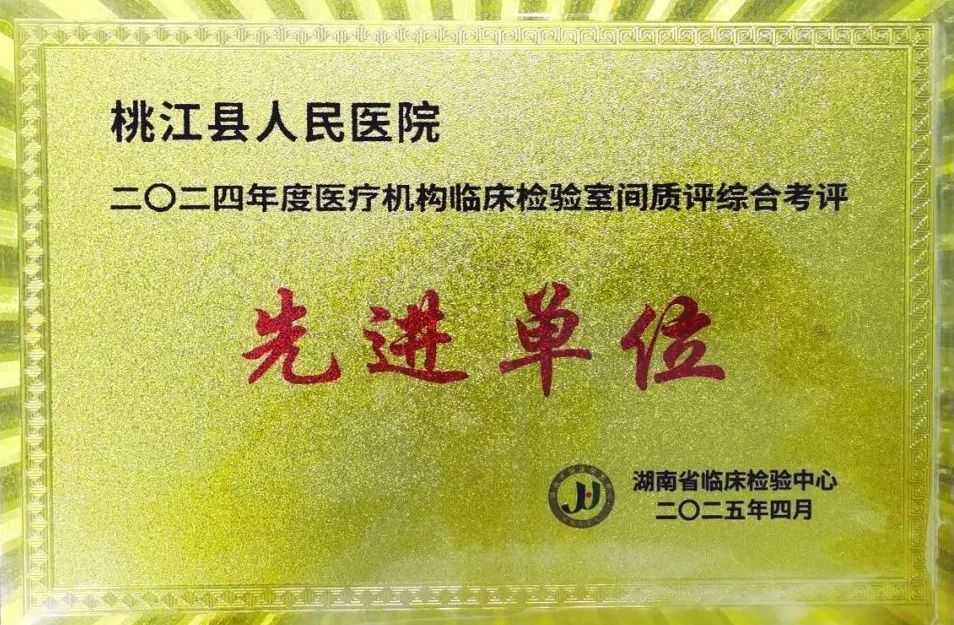 桃江县人民医院
二〇二四年度医疗机构临床检验室间质评综合考评
先进单位
湖南省临床检验中心
二〇二五年四月